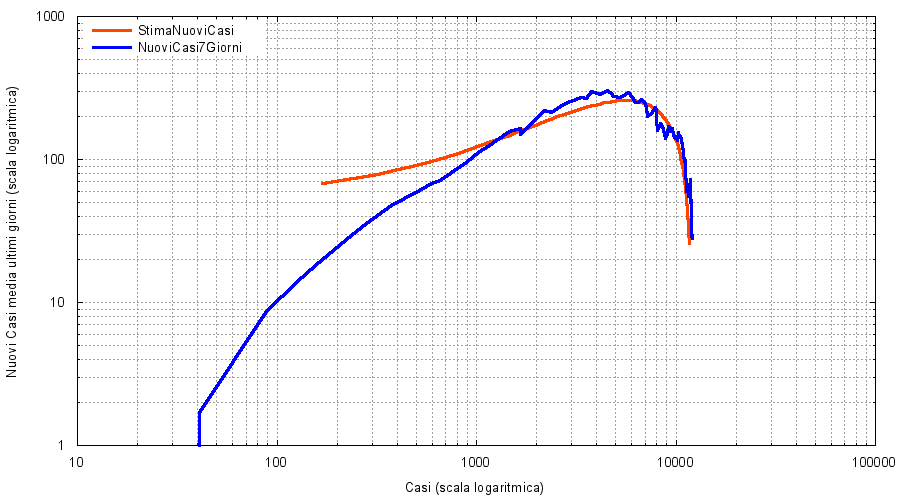 1000
StimaNuoviCasi
NuoviCasi7Giorni
100
10
1
Nuovi Casi media ultimi giorni (scala logaritmica)
10
100
1000
10000
100000
Casi (scala logaritmica)